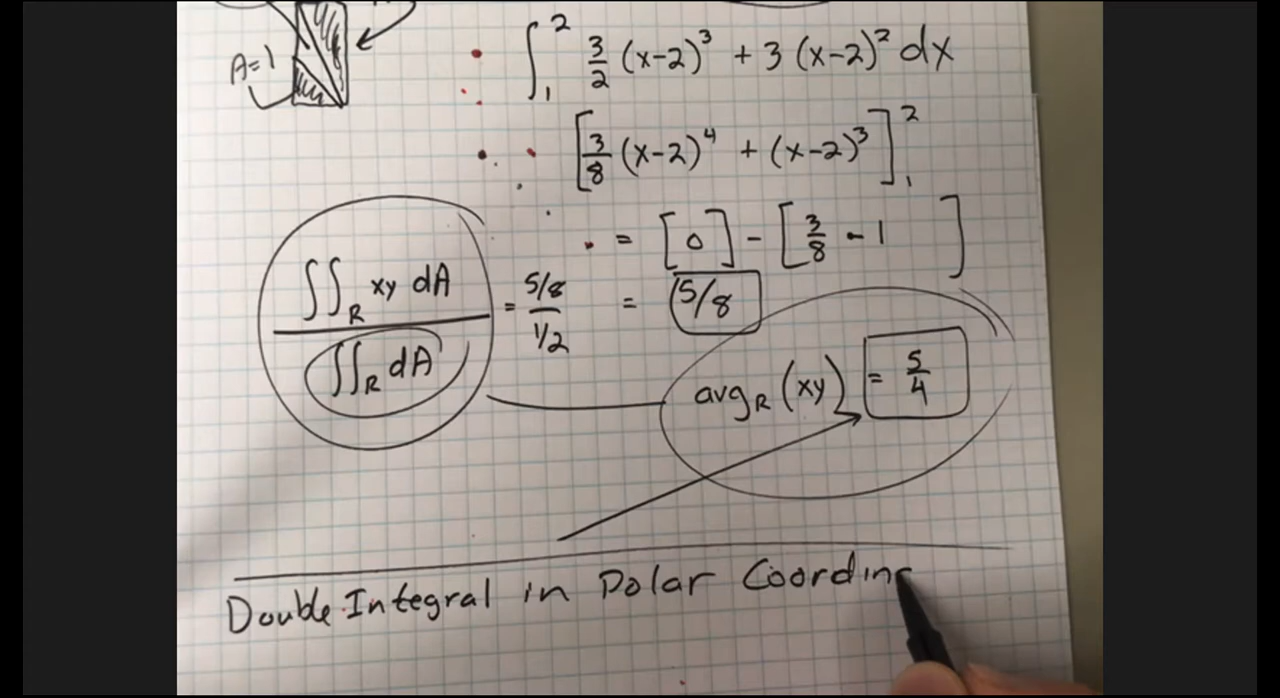 ∫₁² 3/2 (x-2)³ + 3 (x-2)² dx
A=1
[3/8 (x-2)⁴ + (x-2)³]₁²
= [0] - [3/8 - 1]
∬_R xy dA / ∬_R dA = 5/8 / 1/2 = 5/8
avg_R (xy) = 5/4
Double Integral in Polar Coordin